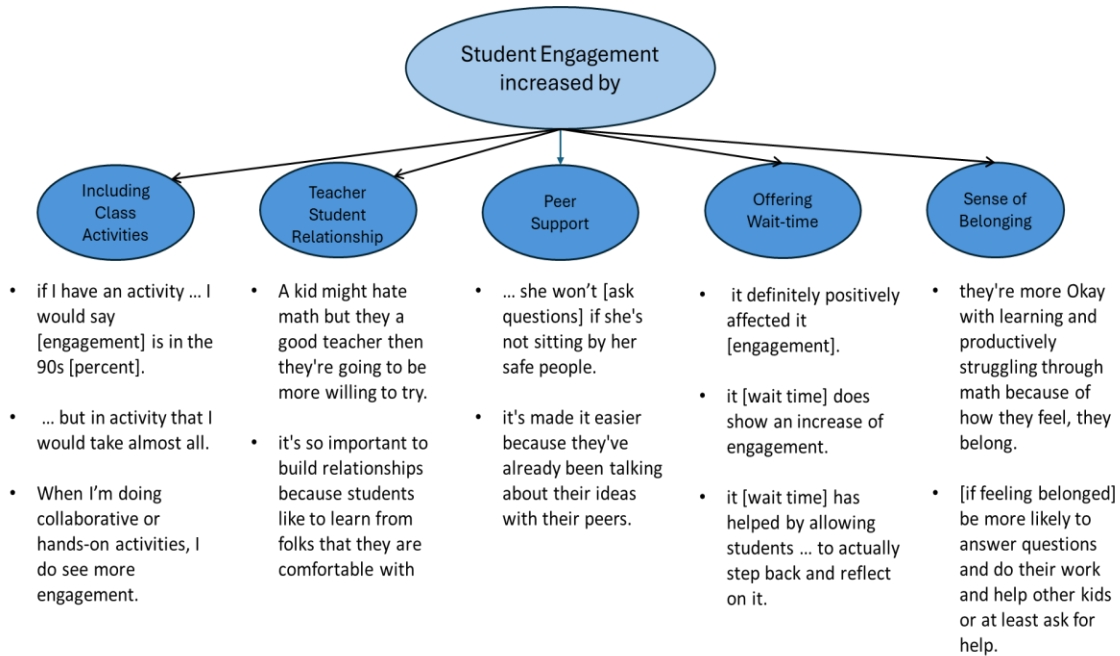 Student Engagement
increased by
Including
Class
Activities
Teacher
Student
Relationship
Peer
Support
Offering
Wait-time
Sense of
Belonging
• if I have an activity ... I
would say
[engagement] is in the
90s [percent].
• ... but in activity that I
would take almost all.
• When I’m doing
collaborative or
hands-on activities, I
do see more
engagement.
• A kid might hate
math but they a
good teacher then
they're going to be
more willing to try.
• it's so important to
build relationships
because students
like to learn from
folks that they are
comfortable with
• ... she won’t [ask
questions] if she's
not sitting by her
safe people.
• it's made it easier
because they've
already been talking
about their ideas
with their peers.
• it definitely positively
affected it
[engagement].
• it [wait time] does
show an increase of
engagement.
• it [wait time] has
helped by allowing
students ... to actually
step back and reflect
on it.
• they're more Okay
with learning and
productively
struggling through
math because of
how they feel, they
belong.
• [if feeling belonged]
be more likely to
answer questions
and do their work
and help other kids
or at least ask for
help.